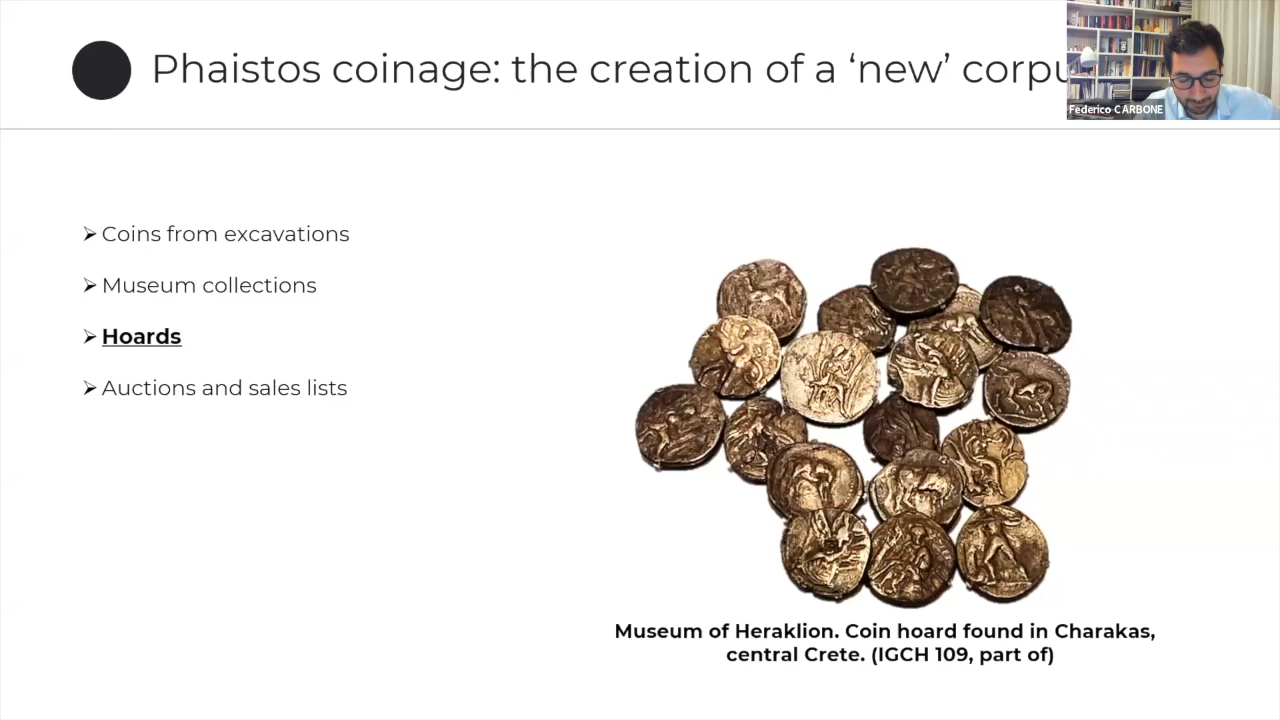 Phaistos coinage: the creation of a ‘new’ corpu
Federico CARBONE
➢ Coins from excavations
➢ Museum collections
➢ Hoards
➢ Auctions and sales lists
Museum of Heraklion. Coin hoard found in Charakas,
central Crete. (IGCH 109, part of)